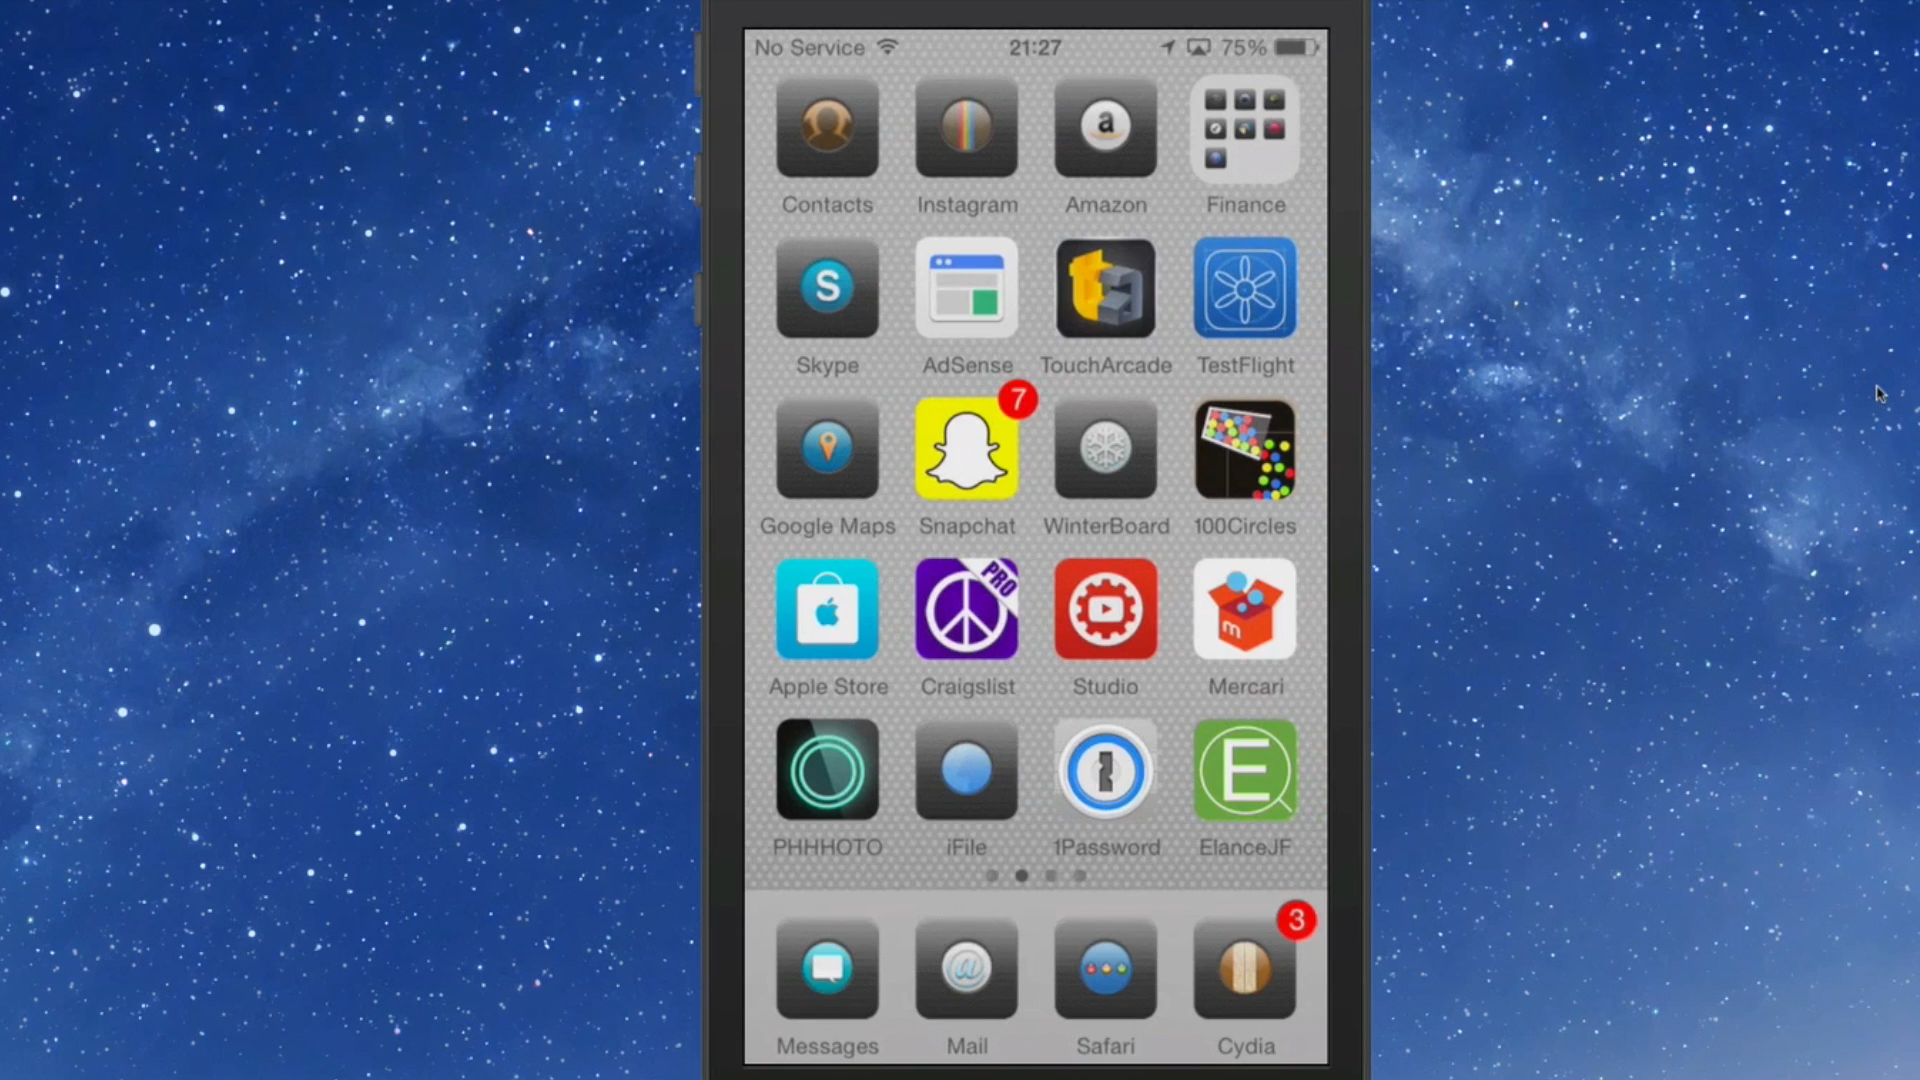 No Service 21:27 75%
Contacts Instagram Amazon Finance
Skype AdSense TouchArcade TestFlight
7
Google Maps Snapchat WinterBoard 100Circles
PRO
Apple Store Craigslist Studio Mercari
PHHHOTO iFile 1Password ElanceJF
3
Messages Mail Safari Cydia